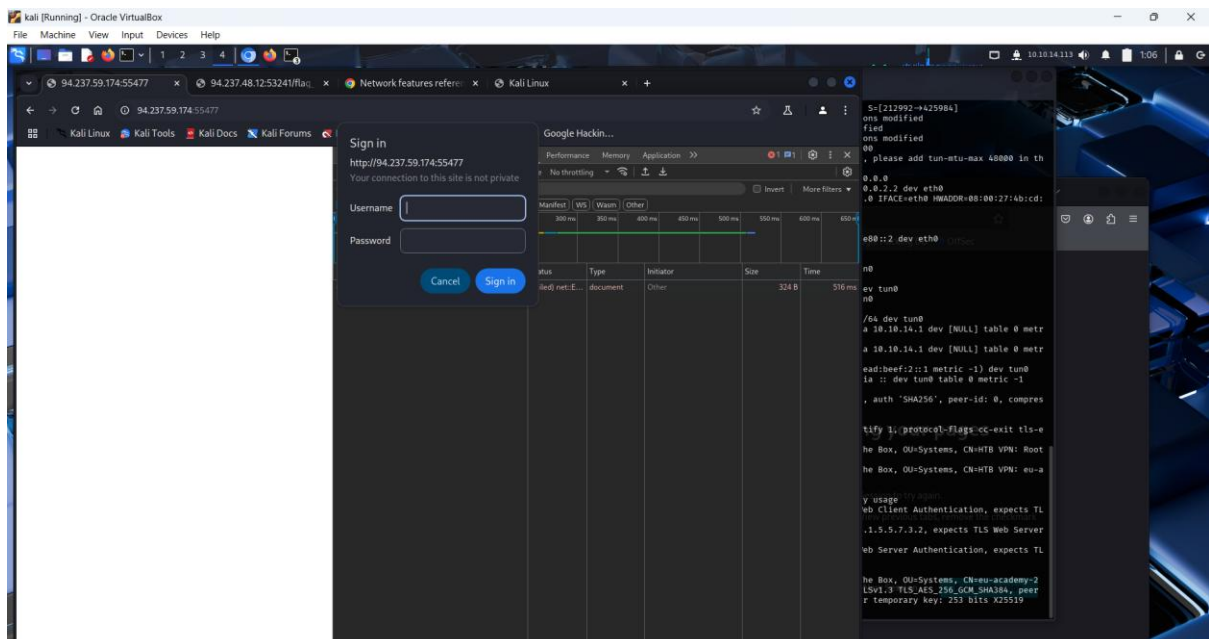 kali [Running] - Oracle VirtualBox
File Machine View Input Devices Help
1 2 3 4 10.10.14.113 1:06
94.237.59.174:55477 94.237.48.12:53241/flag_ Network features refere Kali Linux
94.237.59.174:55477
Kali Linux Kali Tools Kali Docs Kali Forums Google Hackin...
Sign in
http://94.237.59.174:55477
Your connection to this site is not private
Username
Password
Cancel Sign in
Performance Memory Application
No throttling
Invert More filters
Manifest WS Wasm Other
300 ms 350 ms 400 ms 450 ms 500 ms 550 ms 600 ms 650 m
atus Type Initiator Size Time
iled) net::E... document Other 324 B 516 ms
S=[212992→425984]
ons modified
fied
ons modified
00
, please add tun-mtu-max 48000 in th
0.0.0
0.0.2.2 dev eth0
.0 IFACE=eth0 HWADDR=08:00:27:4b:cd:
e80::2 dev eth0
n0
ev tun0
n0
/64 dev tun0
a 10.10.14.1 dev [NULL] table 0 metr
a 10.10.14.1 dev [NULL] table 0 metr
ead:beef:2::1 metric -1) dev tun0
ia :: dev tun0 table 0 metric -1
, auth 'SHA256', peer-id: 0, compres
tify 1, protocol-flags cc-exit tls-e
he Box, OU=Systems, CN=HTB VPN: Root
he Box, OU=Systems, CN=HTB VPN: eu-a
y usage
eb Client Authentication, expects TL
.1.5.5.7.3.2, expects TLS Web Server
eb Server Authentication, expects TL
he Box, OU=Systems, CN=eu-academy-2
LSv1.3 TLS_AES_256_GCM_SHA384, peer
r temporary key: 253 bits X25519